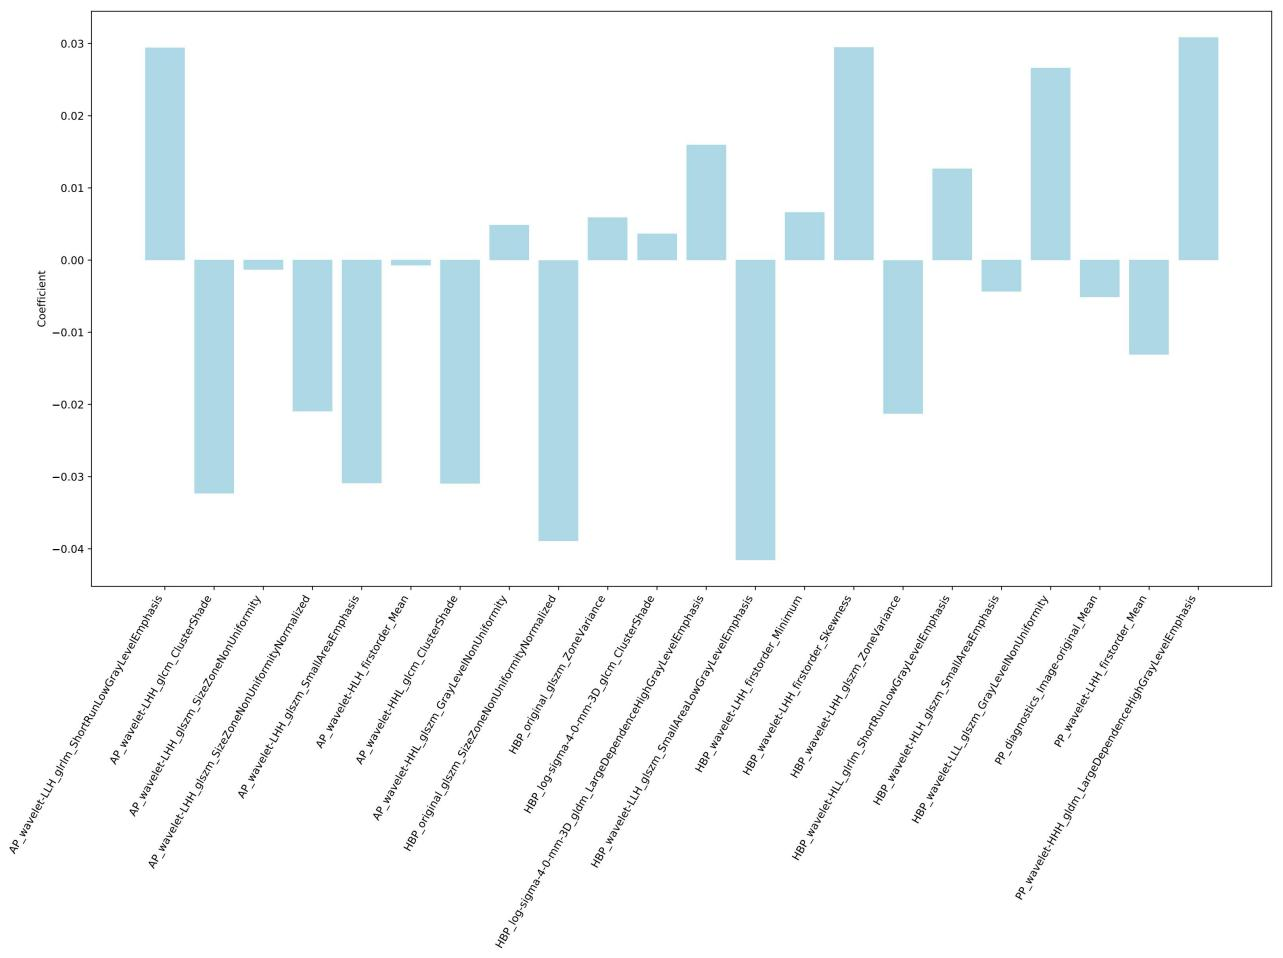 0.03
0.02
0.01
0.00
−0.01
−0.02
−0.03
−0.04
Coefficient
AP_wavelet-LLH_glrlm_ShortRunLowGrayLevelEmphasis
AP_wavelet-LHH_glcm_ClusterShade
AP_wavelet-LHH_glszm_SizeZoneNonUniformity
AP_wavelet-LHH_glszm_SizeZoneNonUniformityNormalized
AP_wavelet-LHH_glszm_SmallAreaEmphasis
AP_wavelet-HLH_firstorder_Mean
AP_wavelet-HHL_glcm_ClusterShade
AP_wavelet-HHL_glszm_GrayLevelNonUniformity
HBP_original_glszm_SizeZoneNonUniformityNormalized
HBP_original_glszm_ZoneVariance
HBP_log-sigma-4-0-mm-3D_glcm_ClusterShade
HBP_log-sigma-4-0-mm-3D_gldm_LargeDependenceHighGrayLevelEmphasis
HBP_wavelet-LLH_glszm_SmallAreaLowGrayLevelEmphasis
HBP_wavelet-LHH_firstorder_Minimum
HBP_wavelet-LHH_firstorder_Skewness
HBP_wavelet-LHH_glszm_ZoneVariance
HBP_wavelet-HLL_glrlm_ShortRunLowGrayLevelEmphasis
HBP_wavelet-HLH_glszm_SmallAreaEmphasis
HBP_wavelet-LLL_glszm_GrayLevelNonUniformity
PP_diagnostics_Image-original_Mean
PP_wavelet-LHH_firstorder_Mean
PP_wavelet-HHH_gldm_LargeDependenceHighGrayLevelEmphasis